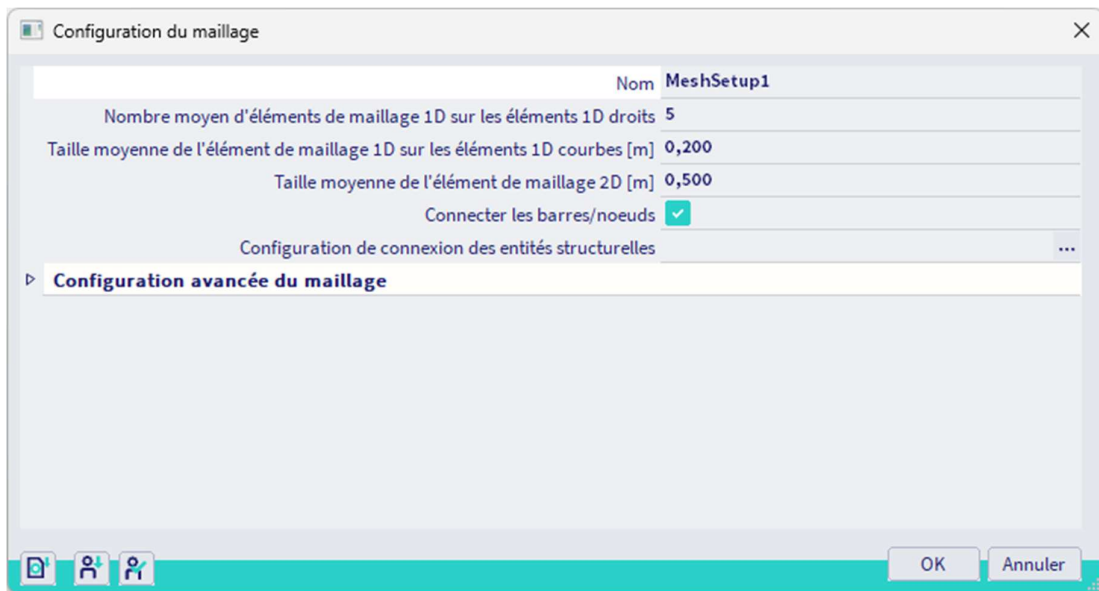 Configuration du maillage
Nom MeshSetup1
Nombre moyen d'éléments de maillage 1D sur les éléments 1D droits 5
Taille moyenne de l'élément de maillage 1D sur les éléments 1D courbes [m] 0,200
Taille moyenne de l'élément de maillage 2D [m] 0,500
Connecter les barres/noeuds
Configuration de connexion des entités structurelles ...
Configuration avancée du maillage
OK Annuler